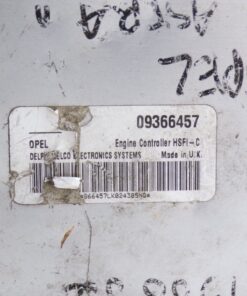 ASTRA "
OPEL
09366457
OPEL Engine Controller HSFI-C
DELPHI DELCO ELECTRONICS SYSTEMS Made in U.K.